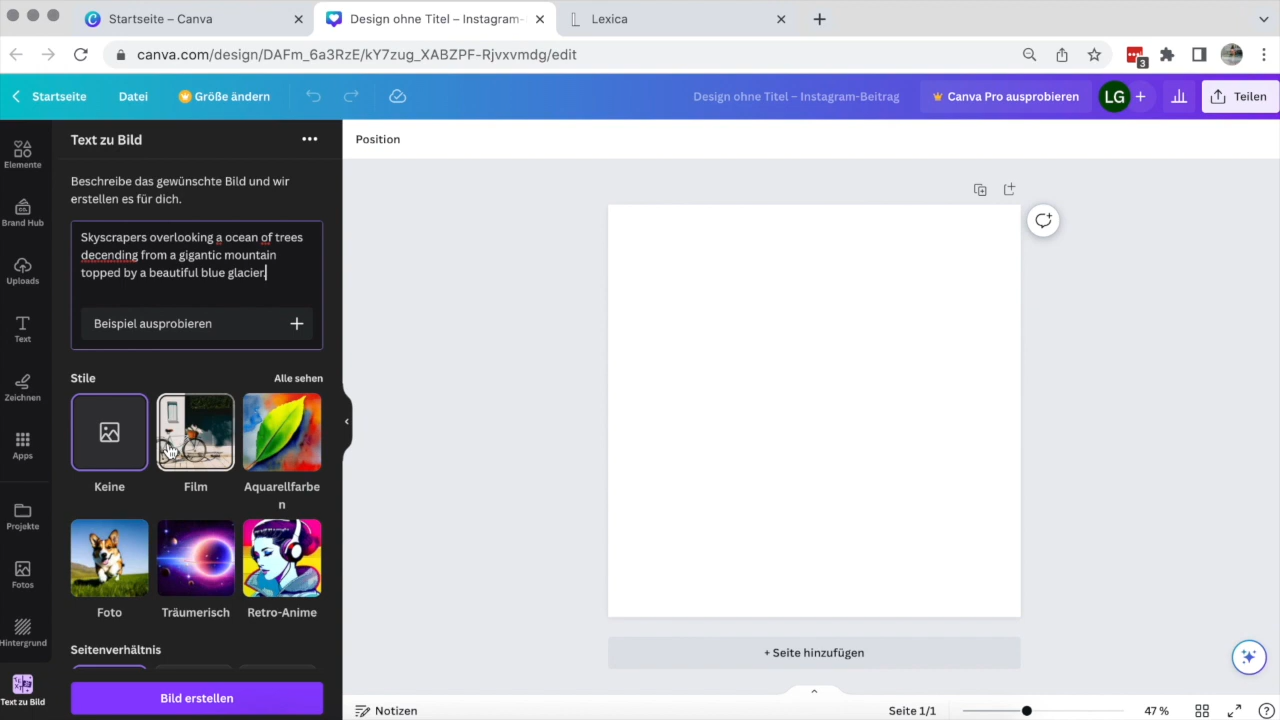 Startseite – Canva
Design ohne Titel – Instagram-
Lexica
canva.com/design/DAFm_6a3RzE/kY7zug_XABZPF-Rjvxvmdg/edit
3
Startseite
Datei
Größe ändern
Design ohne Titel – Instagram-Beitrag
Canva Pro ausprobieren
LG
Teilen
Elemente
Brand Hub
Uploads
Text
Zeichnen
Apps
Projekte
Fotos
Hintergrund
Text zu Bild
Text zu Bild
Beschreibe das gewünschte Bild und wir
erstellen es für dich.
Skyscrapers overlooking a ocean of trees
decending from a gigantic mountain
topped by a beautiful blue glacier.
Beispiel ausprobieren
Stile
Alle sehen
Keine
Film
Aquarellfarbe
n
Foto
Träumerisch
Retro-Anime
Seitenverhältnis
Bild erstellen
Position
+ Seite hinzufügen
Notizen
Seite 1/1
47 %